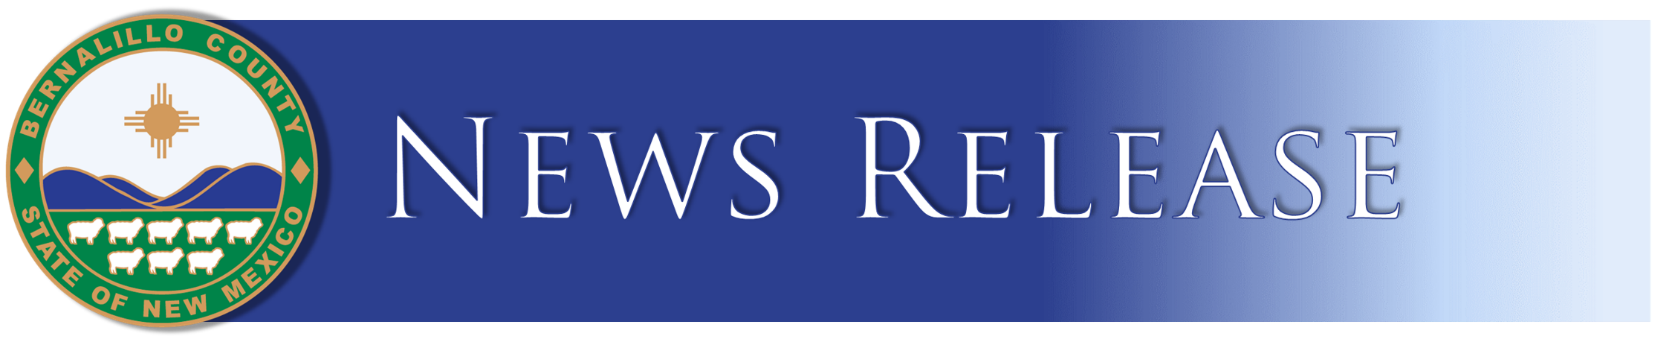 BERNALILLO COUNTY
STATE OF NEW MEXICO
NEWS RELEASE